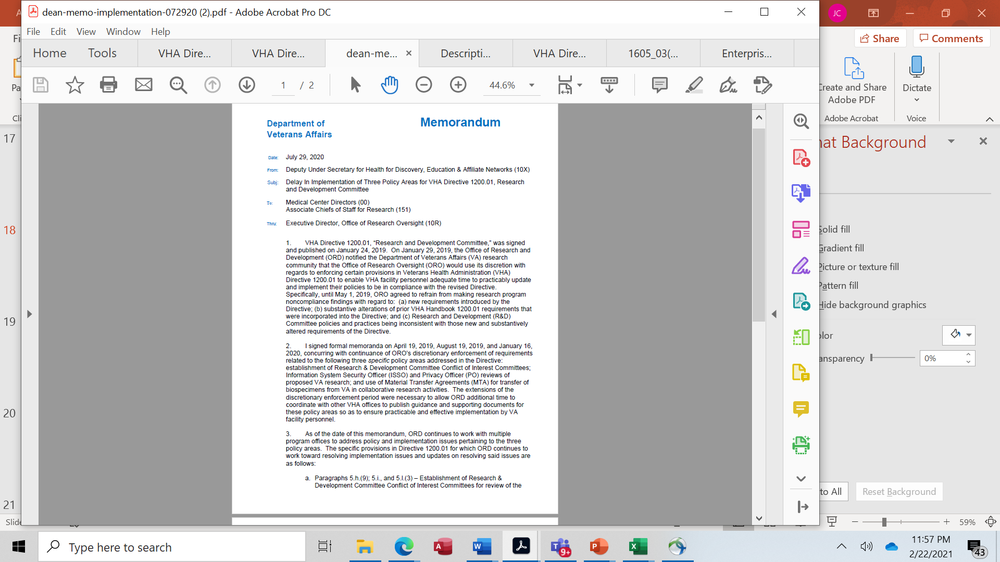 dean-memo-implementation-072920 (2).pdf - Adobe Acrobat Pro DC
JC
File Edit View Window Help
Share
Comments
Home Tools VHA Dire... VHA Dire... dean-me... × Descripti... VHA Dire... 1605_03(... Enterpris...
1 / 2
44.6%
Create and Share
Adobe PDF
Dictate
Adobe Acrobat
Voice
17
18
19
20
21
Department of
Veterans Affairs
Memorandum
Date: July 29, 2020
From: Deputy Under Secretary for Health for Discovery, Education & Affiliate Networks (10X)
Subj: Delay In Implementation of Three Policy Areas for VHA Directive 1200.01, Research
and Development Committee
To: Medical Center Directors (00)
Associate Chiefs of Staff for Research (151)
Thru: Executive Director, Office of Research Oversight (10R)
1. VHA Directive 1200.01, “Research and Development Committee,” was signed
and published on January 24, 2019. On January 29, 2019, the Office of Research and
Development (ORD) notified the Department of Veterans Affairs (VA) research
community that the Office of Research Oversight (ORO) would use its discretion with
regards to enforcing certain provisions in Veterans Health Administration (VHA)
Directive 1200.01 to enable VHA facility personnel adequate time to practicably update
and implement their policies to be in compliance with the revised Directive.
Specifically, until May 1, 2019, ORO agreed to refrain from making research program
noncompliance findings with regard to: (a) new requirements introduced by the
Directive; (b) substantive alterations of prior VHA Handbook 1200.01 requirements that
were incorporated into the Directive; and (c) Research and Development (R&D)
Committee policies and practices being inconsistent with those new and substantively
altered requirements of the Directive.
2. I signed formal memoranda on April 19, 2019, August 19, 2019, and January 16,
2020, concurring with continuance of ORO’s discretionary enforcement of requirements
related to the following three specific policy areas addressed in the Directive:
establishment of Research & Development Committee Conflict of Interest Committees;
Information System Security Officer (ISSO) and Privacy Officer (PO) reviews of
proposed VA research; and use of Material Transfer Agreements (MTA) for transfer of
biospecimens from VA in collaborative research activities. The extensions of the
discretionary enforcement period were necessary to allow ORD additional time to
coordinate with other VHA offices to publish guidance and supporting documents for
these policy areas so as to ensure practicable and effective implementation by VA
facility personnel.
3. As of the date of this memorandum, ORD continues to work with multiple
program offices to address policy and implementation issues pertaining to the three
policy areas. The specific provisions in Directive 1200.01 for which ORD continues to
work toward resolving implementation issues and updates on resolving said issues are
as follows:
a. Paragraphs 5.h.(9); 5.i., and 5.l.(3) – Establishment of Research &
Development Committee Conflict of Interest Committees for review of the
mat Background
Solid fill
Gradient fill
Picture or texture fill
Pattern fill
Hide background graphics
olor
ansparency
0%
to All
Reset Background
Slide
59%
Type here to search
9+
11:57 PM
2/22/2021
43